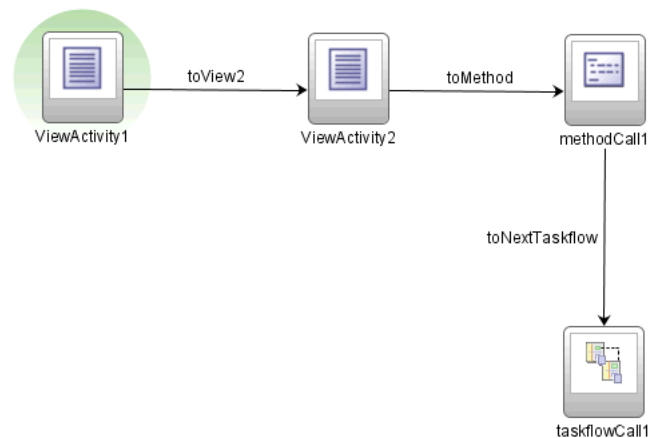 toView2
toMethod
ViewActivity1
ViewActivity2
methodCall1
toNextTaskflow
taskflowCall1